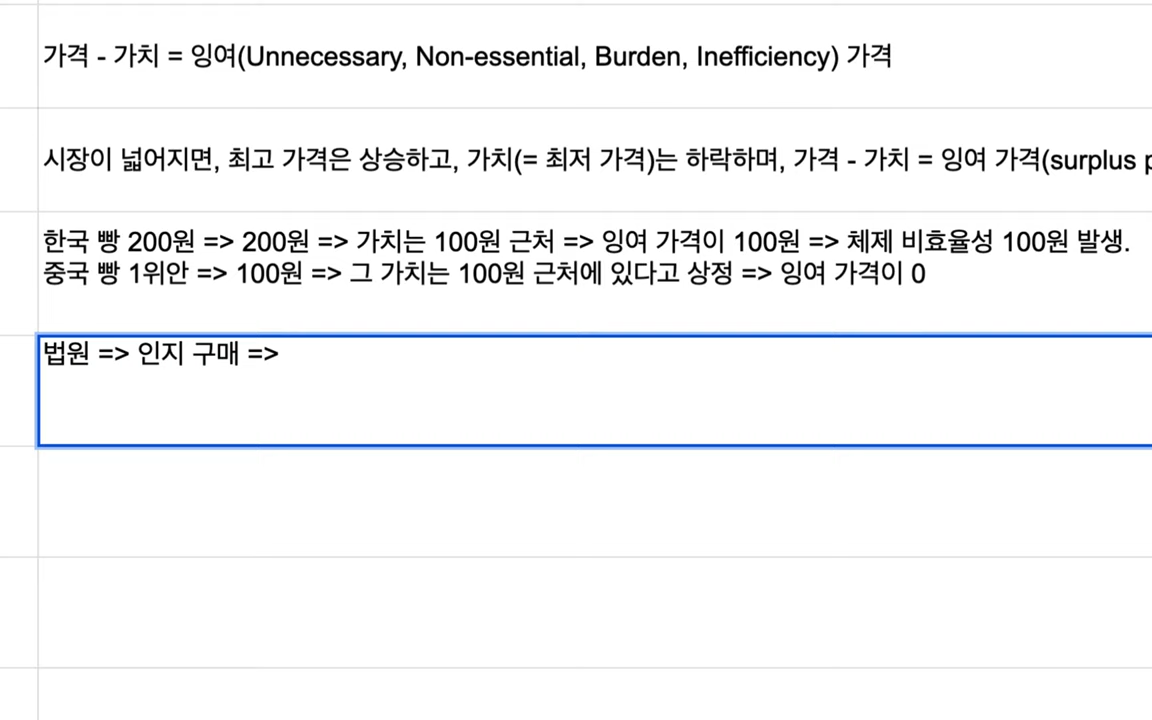 가격 - 가치 = 잉여(Unnecessary, Non-essential, Burden, Inefficiency) 가격
시장이 넓어지면, 최고 가격은 상승하고, 가치(= 최저 가격)는 하락하며, 가격 - 가치 = 잉여 가격(surplus p
한국 빵 200원 => 200원 => 가치는 100원 근처 => 잉여 가격이 100원 => 체제 비효율성 100원 발생.
중국 빵 1위안 => 100원 => 그 가치는 100원 근처에 있다고 상정 => 잉여 가격이 0
법원 => 인지 구매 =>